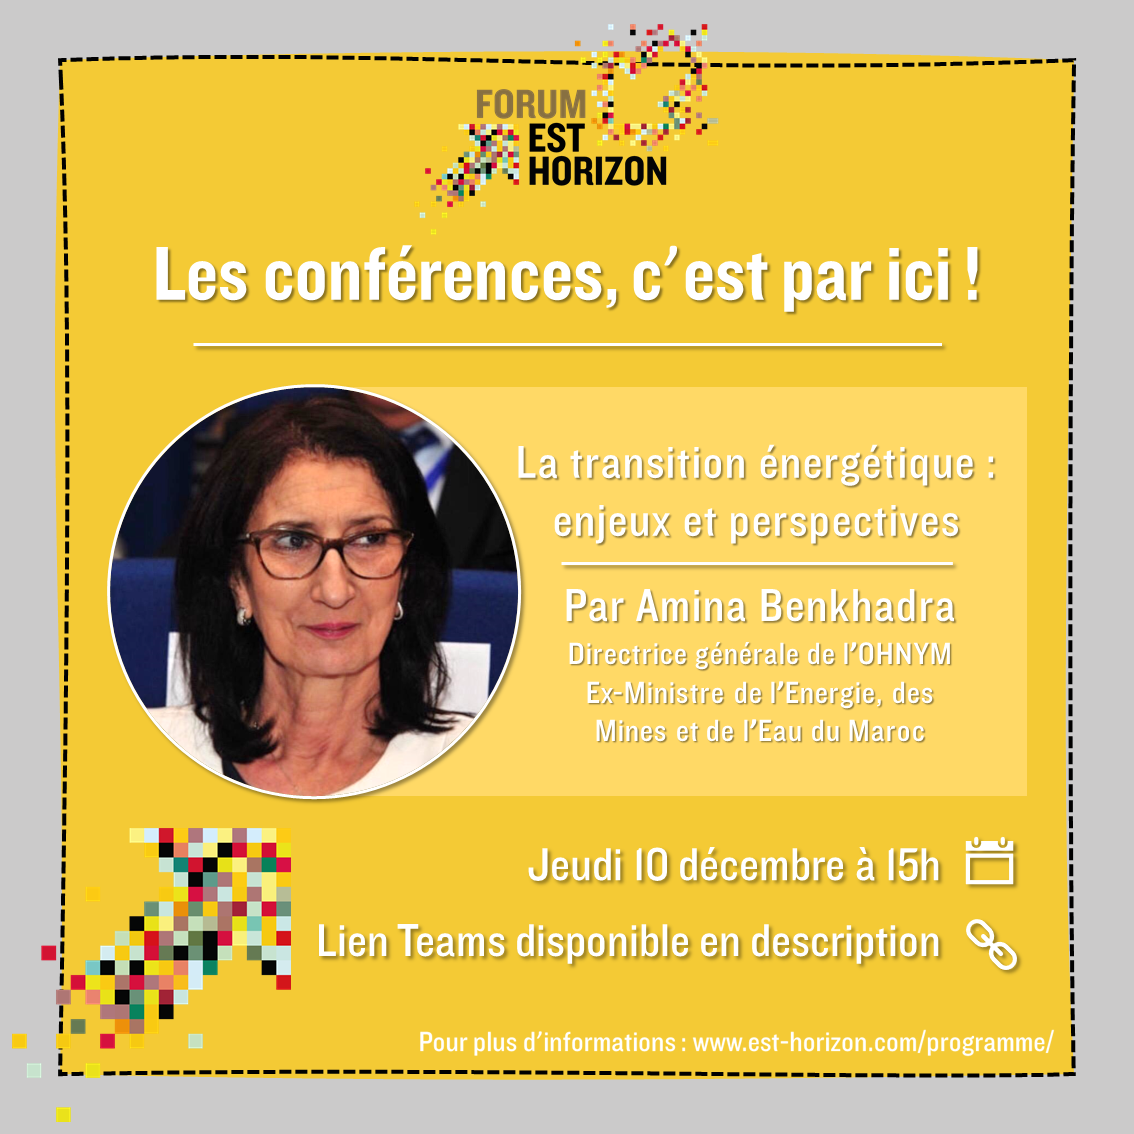 FORUM
EST
HORIZON
Les conférences, c'est par ici !
La transition énergétique :
enjeux et perspectives
Par Amina Benkhadra
Directrice générale de l'OHNYM
Ex-Ministre de l'Energie, des
Mines et de l'Eau du Maroc
Jeudi 10 décembre à 15h
Lien Teams disponible en description
Pour plus d'informations : www.est-horizon.com/programme/